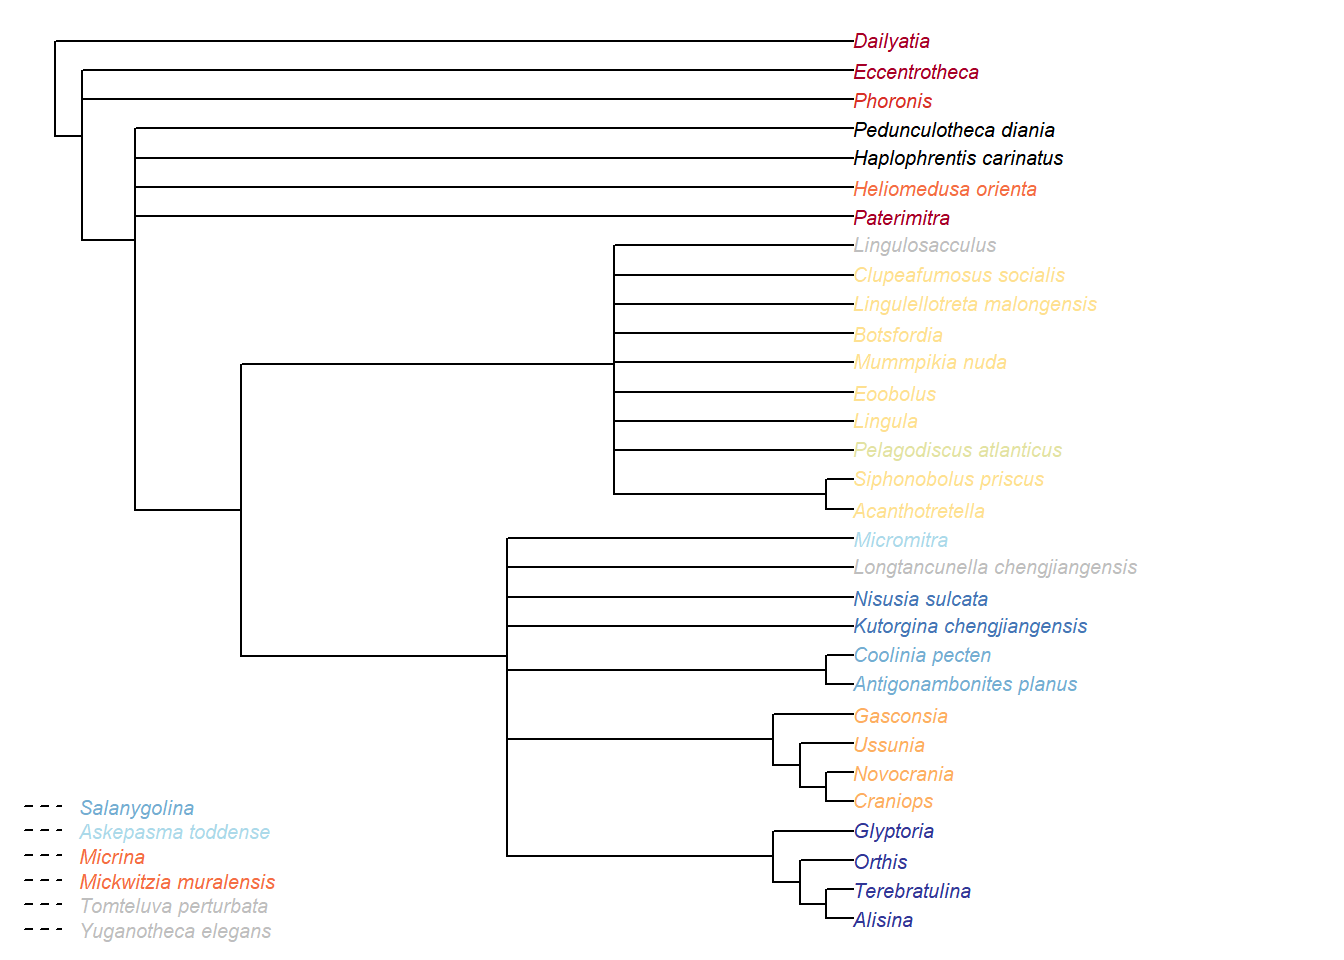 Dailyatia
Eccentrotheca
Phoronis
Pedunculotheca diania
Haplophrentis carinatus
Heliomedusa orienta
Paterimitra
Lingulosacculus
Clupeafumosus socialis
Lingulellotreta malongensis
Botsfordia
Mummpikia nuda
Eoobolus
Lingula
Pelagodiscus atlanticus
Siphonobolus priscus
Acanthotretella
Micromitra
Longtancunella chengjiangensis
Nisusia sulcata
Kutorgina chengjiangensis
Coolinia pecten
Antigonambonites planus
Gasconsia
Ussunia
Novocrania
Craniops
Glyptoria
Orthis
Terebratulina
Alisina
Salanygolina
Askepasma toddense
Micrina
Mickwitzia muralensis
Tomteluva perturbata
Yuganotheca elegans